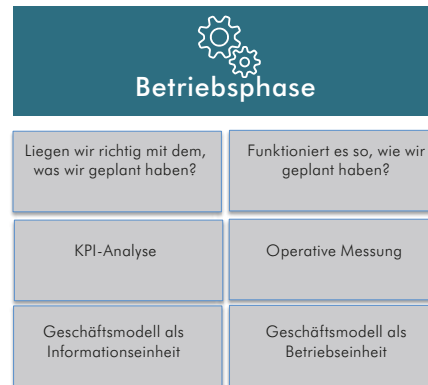 Betriebsphase
Liegen wir richtig mit dem,
was wir geplant haben?
Funktioniert es so, wie wir
geplant haben?
KPI-Analyse
Operative Messung
Geschäftsmodell als
Informationseinheit
Geschäftsmodell als
Betriebseinheit